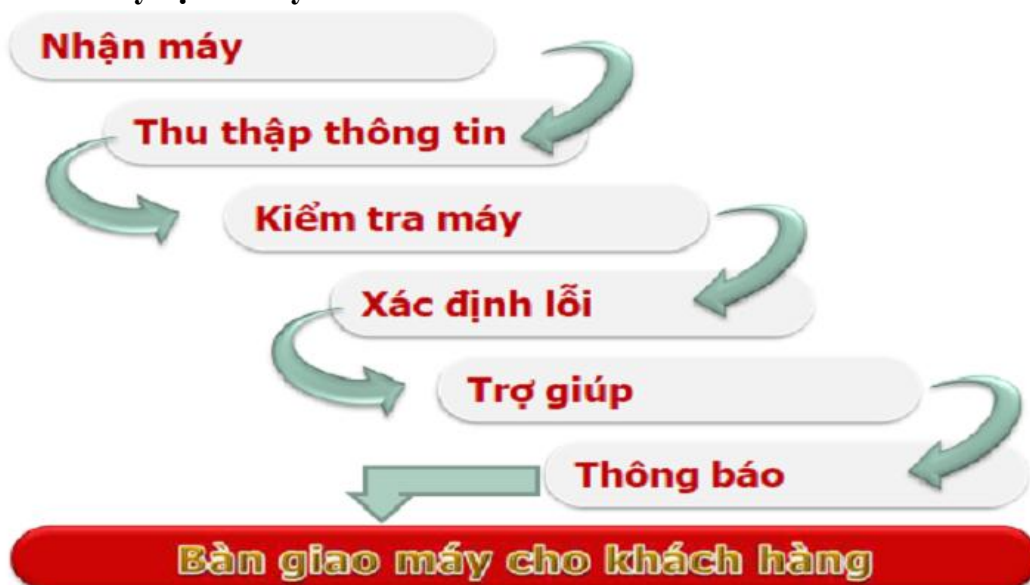 Nhận máy
Thu thập thông tin
Kiểm tra máy
Xác định lỗi
Trợ giúp
Thông báo
Bàn giao máy cho khách hàng